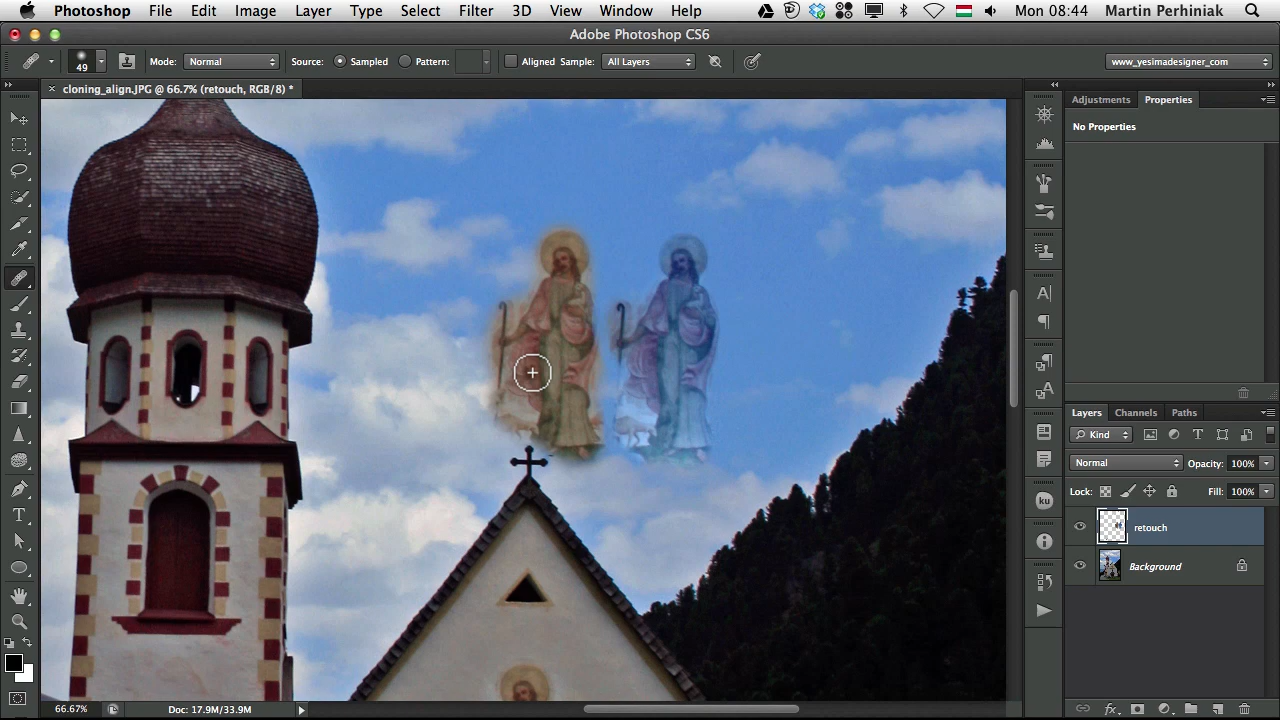 Photoshop File Edit Image Layer Type Select Filter 3D View Window Help Mon 08:44 Martin Perhiniak
Adobe Photoshop CS6
49 Mode: Normal Source: Sampled Pattern: Aligned Sample: All Layers www_yesimadesigner_com
× cloning_align.JPG @ 66.7% (retouch, RGB/8) *
Adjustments Properties
No Properties
Layers Channels Paths
Kind
Normal Opacity: 100%
Lock: Fill: 100%
retouch
Background
66.67% Doc: 17.9M/33.9M